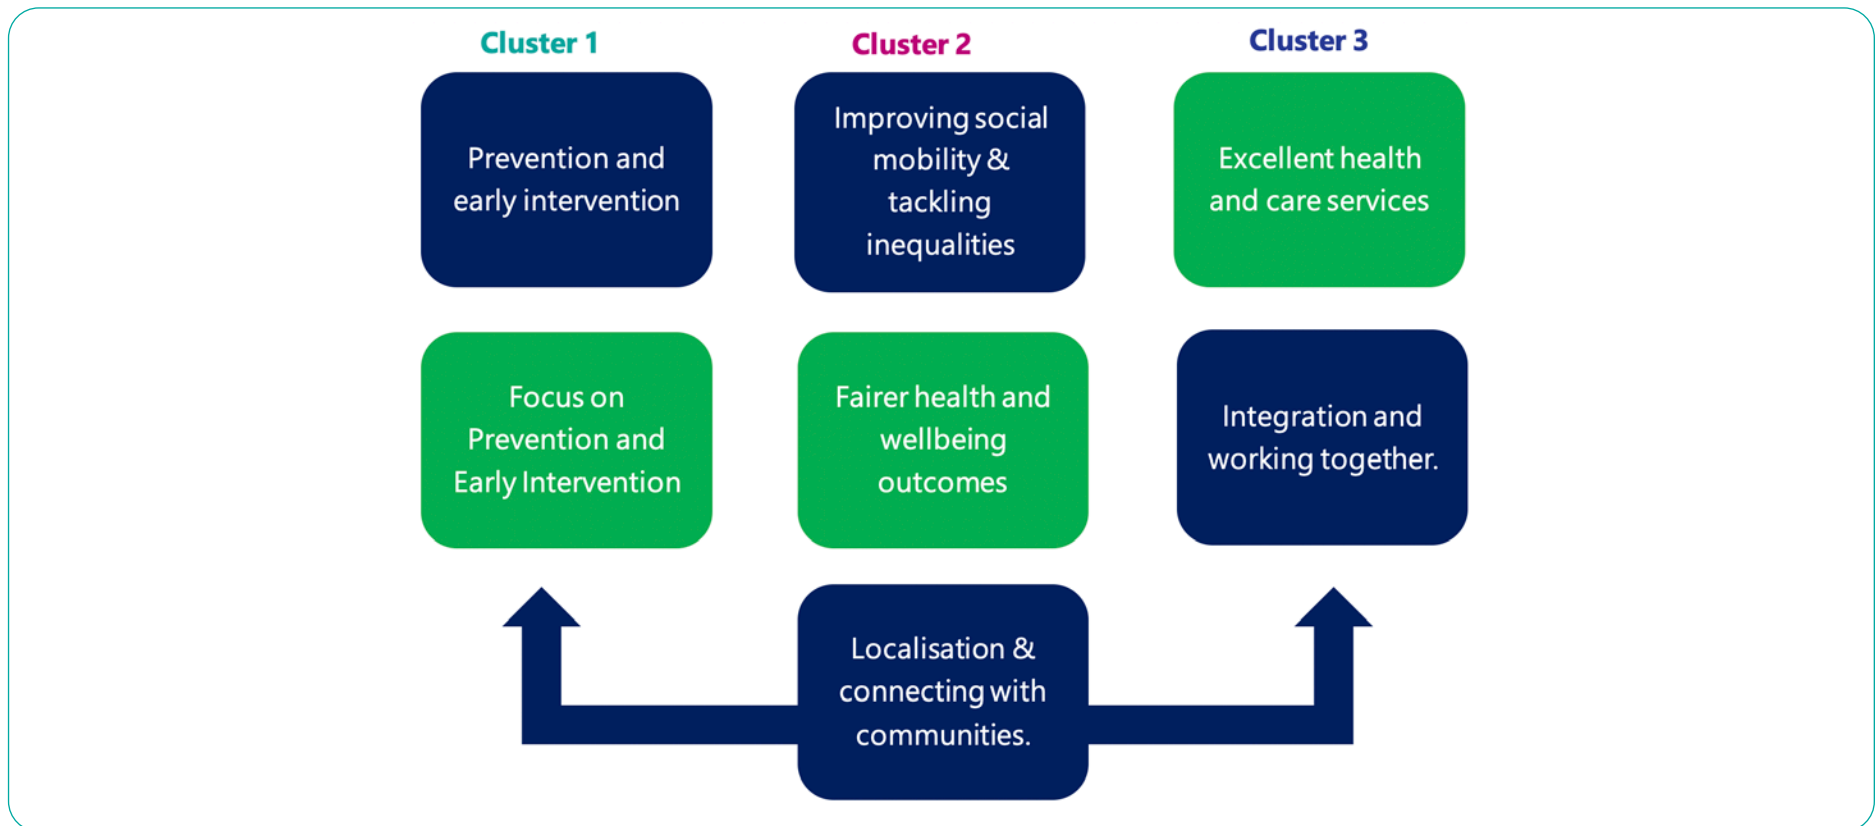 Cluster 1
Cluster 2
Cluster 3
Prevention and
early intervention
Improving social
mobility &
tackling
inequalities
Excellent health
and care services
Focus on
Prevention and
Early Intervention
Fairer health and
wellbeing
outcomes
Integration and
working together.
Localisation &
connecting with
communities.